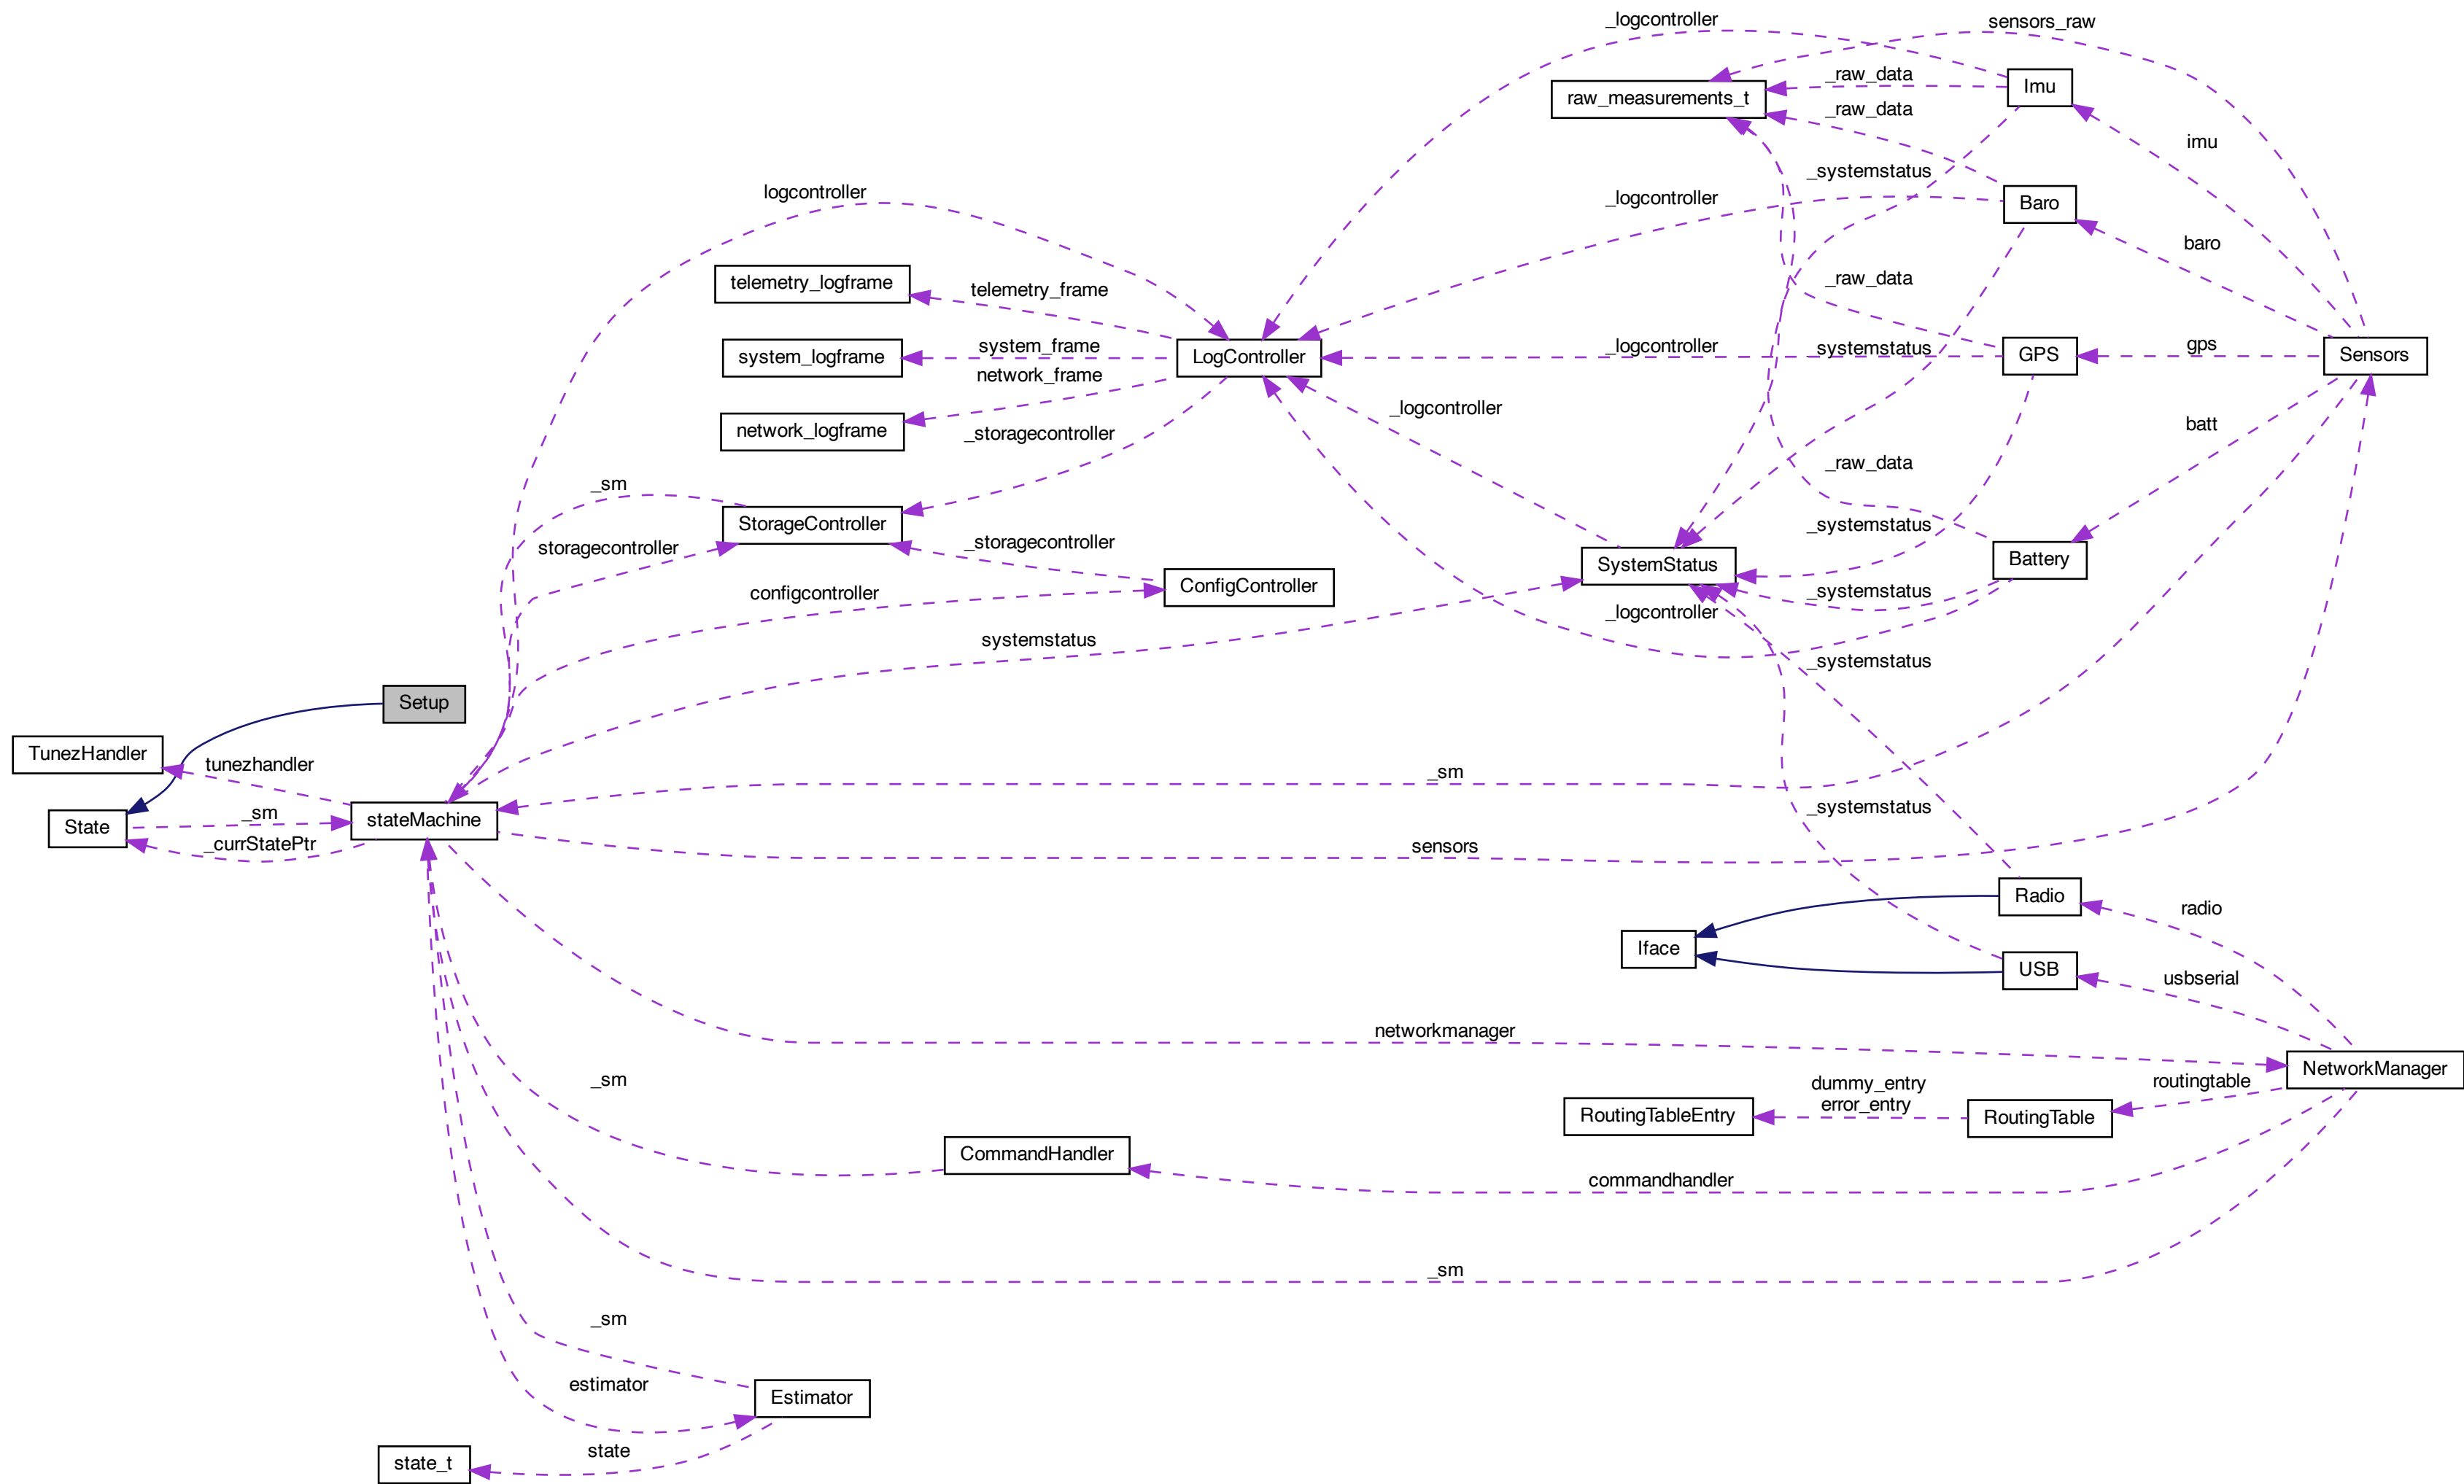 _logcontroller
sensors_raw
_raw_data
Imu
raw_measurements_t
_raw_data
imu
_systemstatus
logcontroller
_logcontroller
Baro
baro
telemetry_logframe
telemetry_frame
_raw_data
system_logframe
system_frame
LogController
_logcontroller
_systemstatus
GPS
gps
Sensors
network_frame
network_logframe
_logcontroller
batt
_storagecontroller
_raw_data
_sm
StorageController
_systemstatus
storagecontroller
_storagecontroller
SystemStatus
Battery
configcontroller
ConfigController
_systemstatus
_logcontroller
systemstatus
_systemstatus
Setup
TunezHandler
tunezhandler
_sm
_systemstatus
State
_sm
stateMachine
_currStatePtr
sensors
Radio
radio
Iface
USB
usbserial
networkmanager
NetworkManager
_sm
dummy_entry
error_entry
routingtable
RoutingTableEntry
RoutingTable
CommandHandler
commandhandler
_sm
_sm
estimator
Estimator
state
state_t